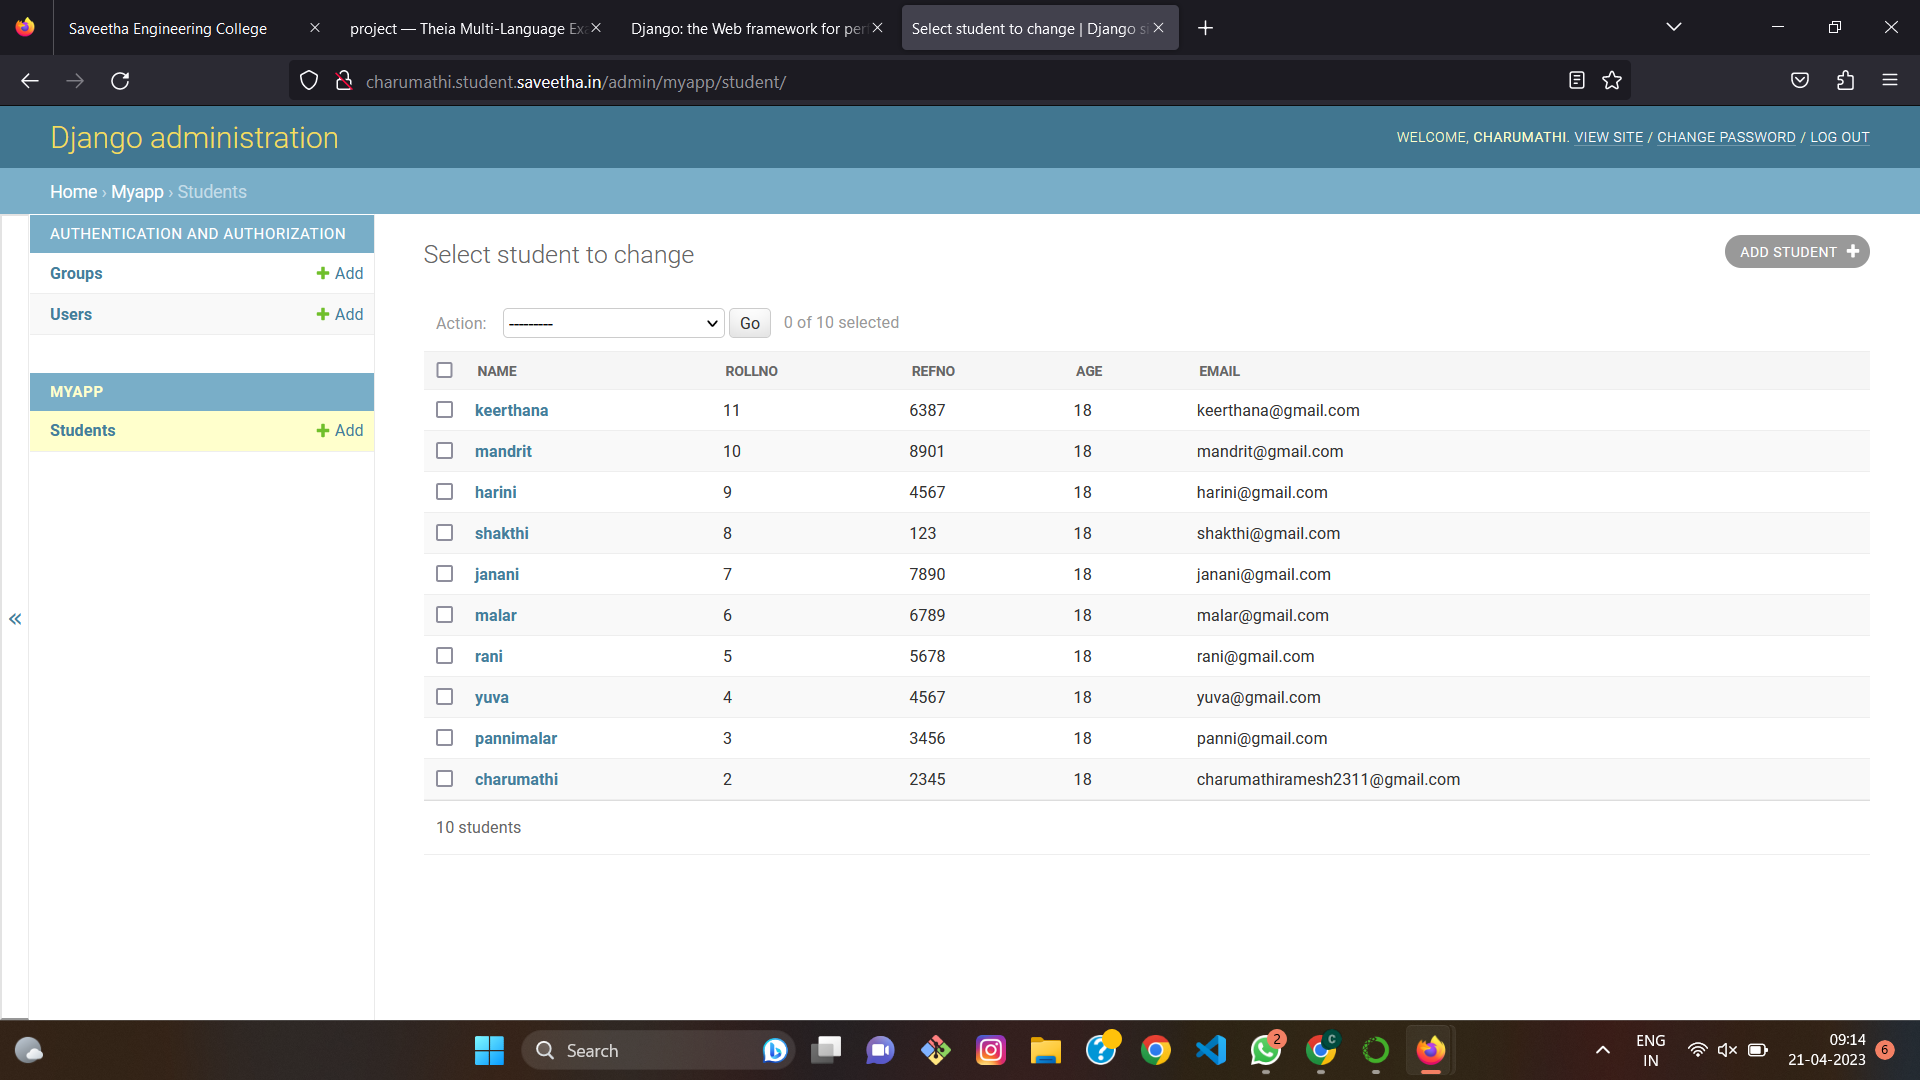 Saveetha Engineering College
project — Theia Multi-Language Exa
Django: the Web framework for perf
Select student to change | Django si
charumathi.student.saveetha.in/admin/myapp/student/
Django administration
WELCOME, CHARUMATHI. VIEW SITE / CHANGE PASSWORD / LOG OUT
Home › Myapp › Students
AUTHENTICATION AND AUTHORIZATION
Groups + Add
Users + Add
MYAPP
Students + Add
Select student to change
ADD STUDENT +
Action: --------- Go 0 of 10 selected
NAME ROLLNO REFNO AGE EMAIL
keerthana 11 6387 18 keerthana@gmail.com
mandrit 10 8901 18 mandrit@gmail.com
harini 9 4567 18 harini@gmail.com
shakthi 8 123 18 shakthi@gmail.com
janani 7 7890 18 janani@gmail.com
malar 6 6789 18 malar@gmail.com
rani 5 5678 18 rani@gmail.com
yuva 4 4567 18 yuva@gmail.com
pannimalar 3 3456 18 panni@gmail.com
charumathi 2 2345 18 charumathiramesh2311@gmail.com
10 students
«
Search
2
C
ENG
IN
09:14
21-04-2023
6